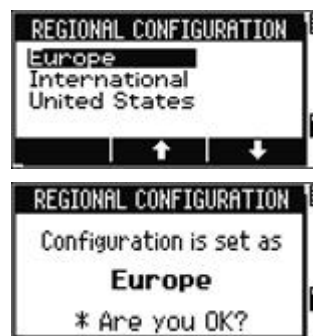 REGIONAL CONFIGURATION
Europe
International
United States
REGIONAL CONFIGURATION
Configuration is set as
Europe
* Are you OK?